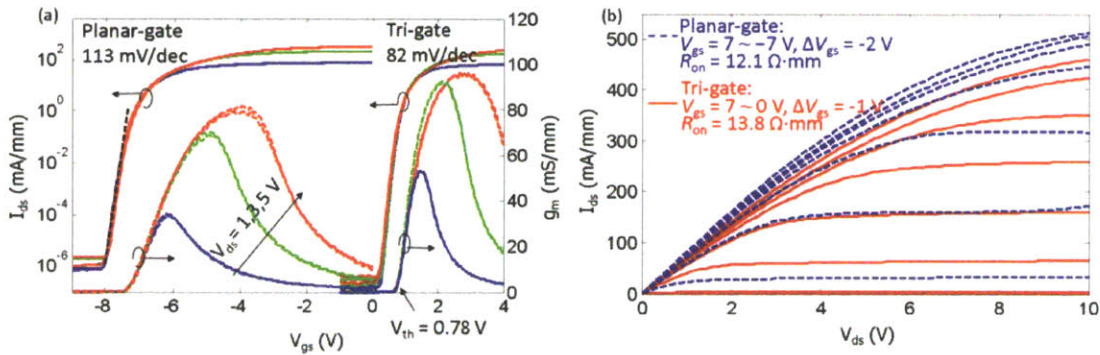 (a)
Planar-gate
113 mV/dec
Tri-gate
82 mV/dec
I_ds (mA/mm)
10^2
10^0
10^-2
10^-4
10^-6
120
100
80
60
40
20
0
g_m (mS/mm)
V_ds = 1,3,5 V
-8 -6 -4 -2 0 2 4
V_th = 0.78 V
V_gs (V)
(b)
Planar-gate:
V_gs = 7 ~ -7 V, ΔV_gs = -2 V
R_on = 12.1 Ω·mm
Tri-gate:
V_gs = 7 ~ 0 V, ΔV_gs = -1 V
R_on = 13.8 Ω·mm
I_ds (mA/mm)
500
400
300
200
100
0
0 2 4 6 8 10
V_ds (V)